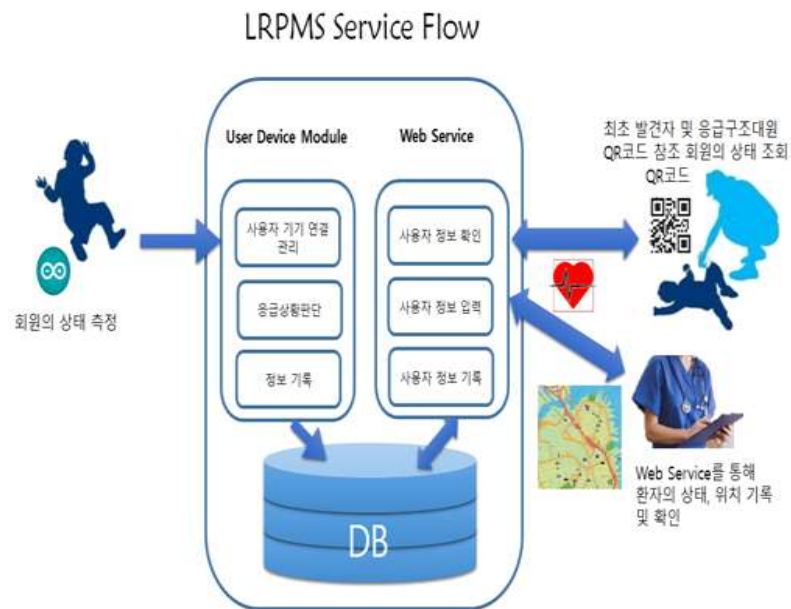 LRPMS Service Flow
User Device Module
Web Service
사용자 기기 연결
관리
응급상황판단
정보 기록
사용자 정보 확인
사용자 정보 입력
사용자 정보 기록
DB
회원의 상태 측정
최초 발견자 및 응급구조대원
QR코드 참조 회원의 상태 조회
QR코드
Web Service를 통해
환자의 상태, 위치 기록
및 확인